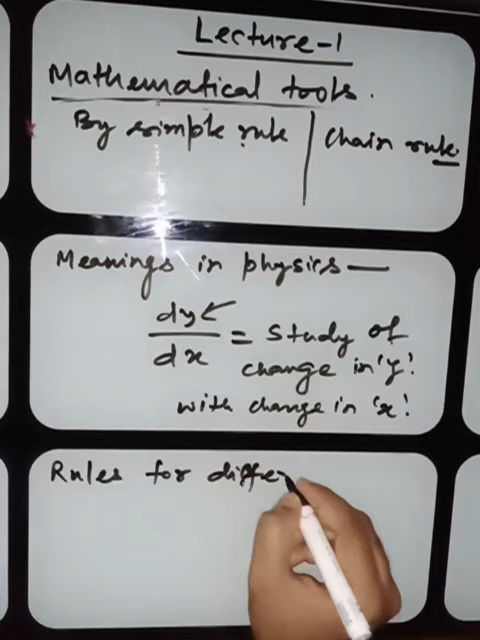 Lecture-1
Mathematical tools.
By simple rule | Chain rule
Meanings in physics —
dy
dx
= Study of
change in 'y'
with change in 'x'
Rules for diffe